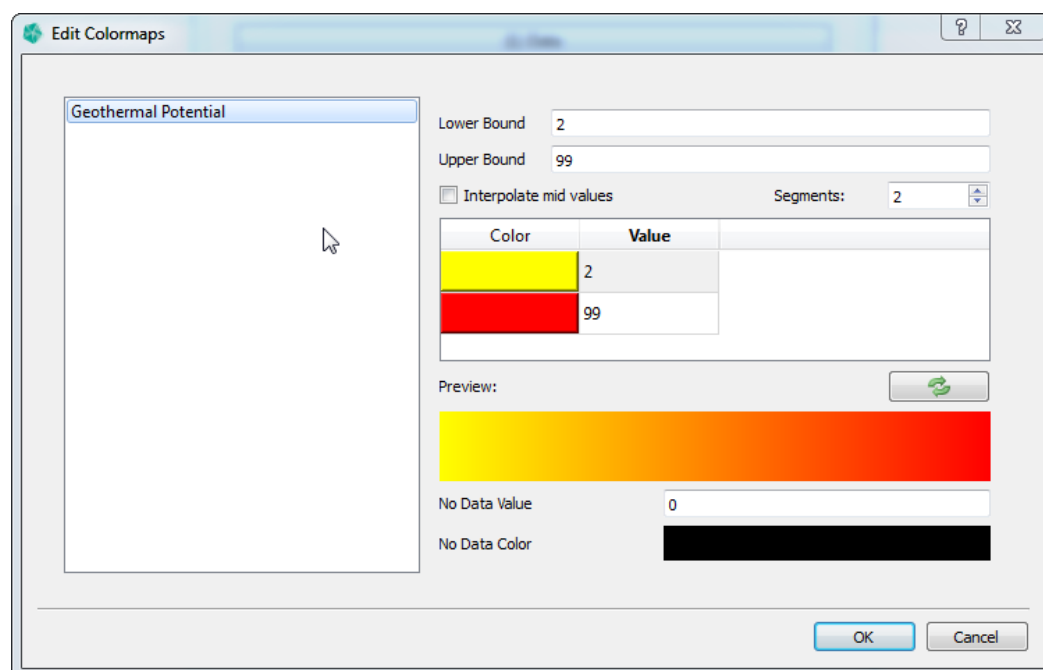 Edit Colormaps
Geothermal Potential
Lower Bound 2
Upper Bound 99
Interpolate mid values Segments: 2
Color Value
2
99
Preview:
No Data Value 0
No Data Color
OK Cancel